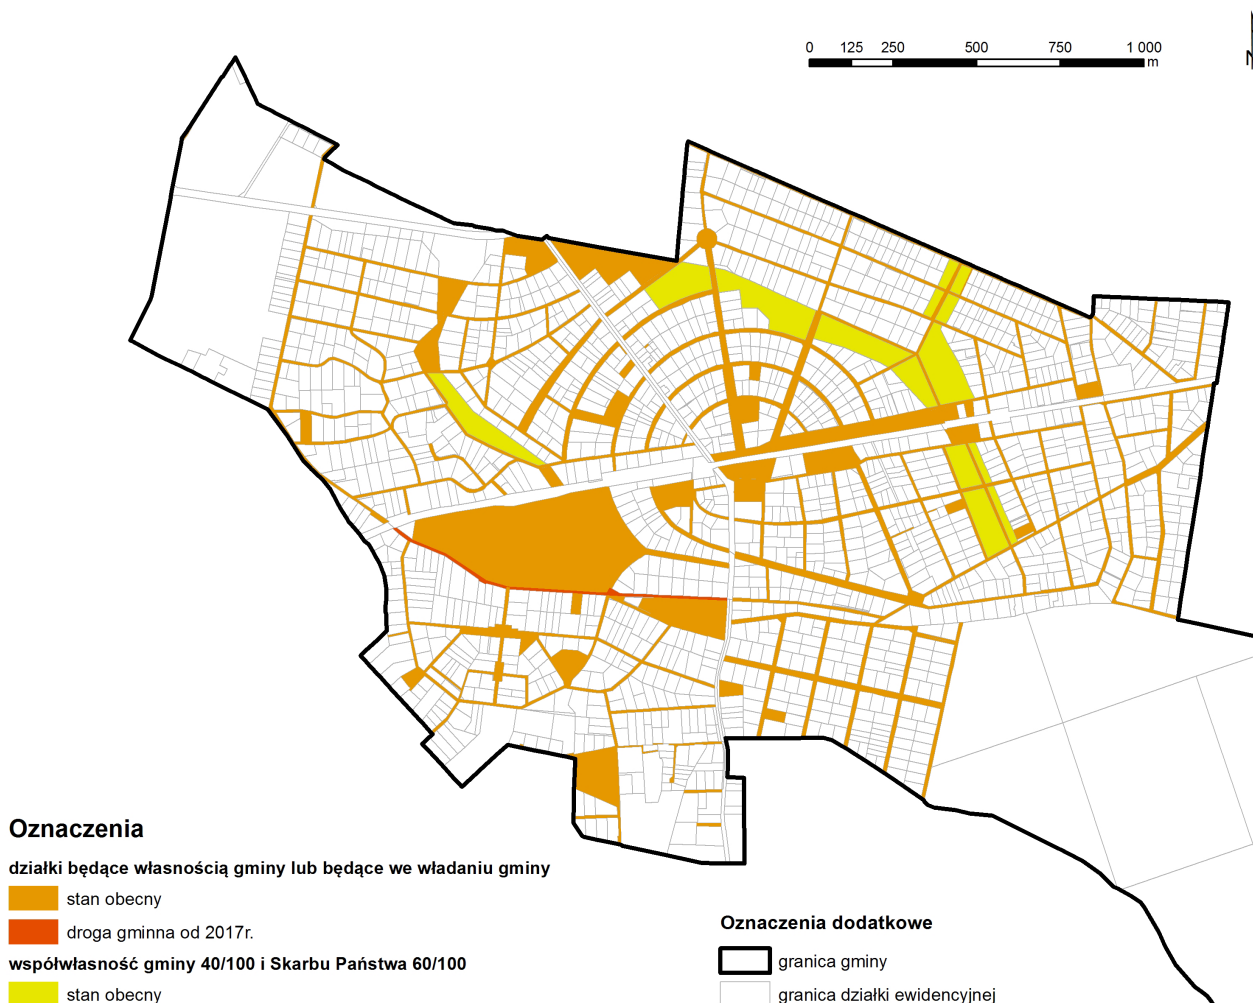 0 125 250 500 750 1 000
m
N
Oznaczenia
działki będące własnością gminy lub będące we władaniu gminy
stan obecny
droga gminna od 2017r.
współwłasność gminy 40/100 i Skarbu Państwa 60/100
stan obecny
Oznaczenia dodatkowe
granica gminy
granica działki ewidencyjnej